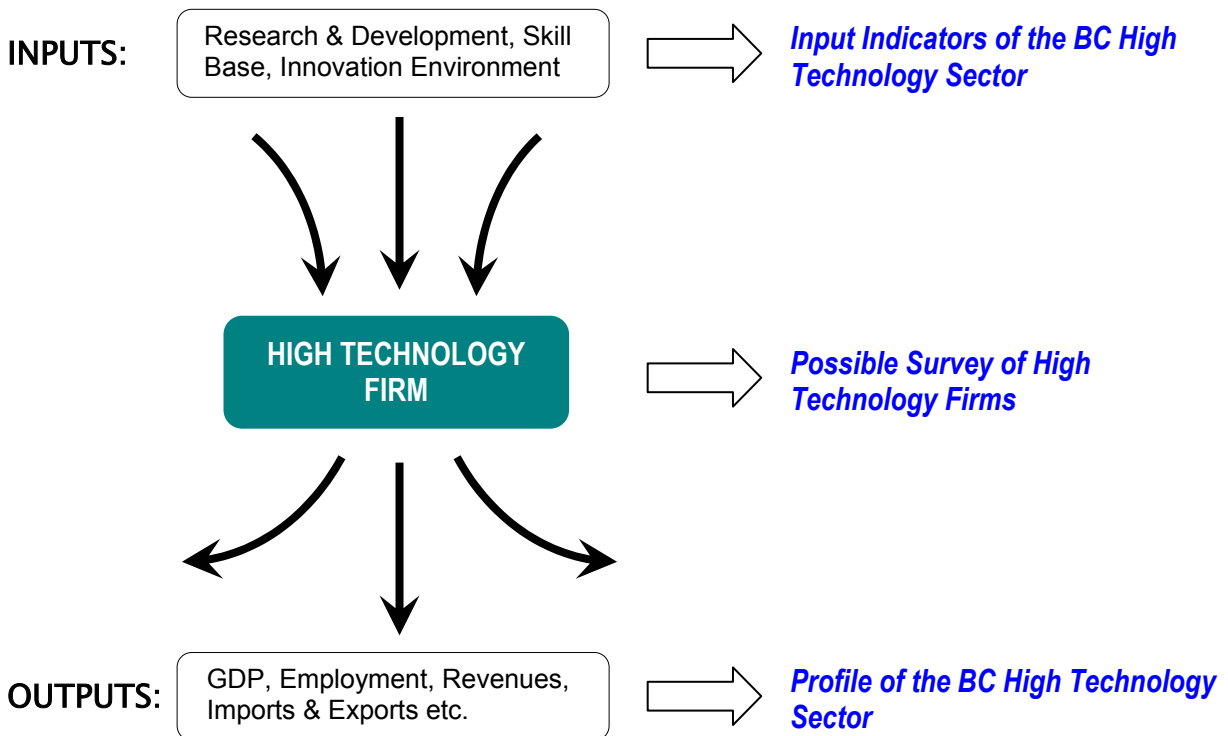 INPUTS:
Research & Development, Skill
Base, Innovation Environment
Input Indicators of the BC High
Technology Sector
HIGH TECHNOLOGY
FIRM
Possible Survey of High
Technology Firms
OUTPUTS:
GDP, Employment, Revenues,
Imports & Exports etc.
Profile of the BC High Technology
Sector